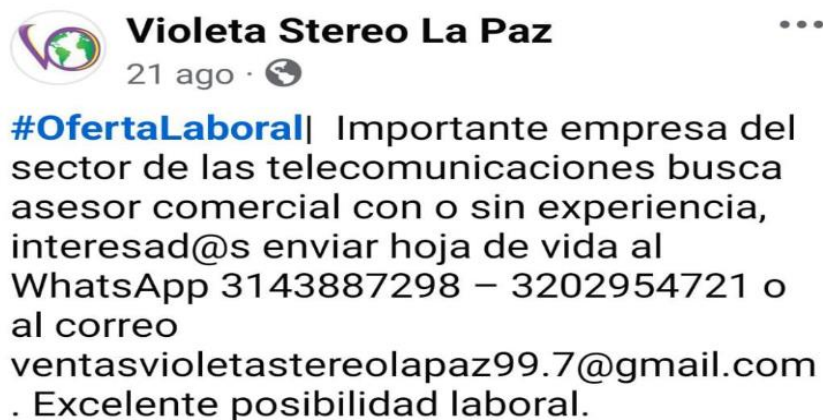 Violeta Stereo La Paz
21 ago ·
#OfertaLaboral| Importante empresa del
sector de las telecomunicaciones busca
asesor comercial con o sin experiencia,
interesad@s enviar hoja de vida al
WhatsApp 3143887298 – 3202954721 o
al correo
ventasvioletastereolapaz99.7@gmail.com
. Excelente posibilidad laboral.